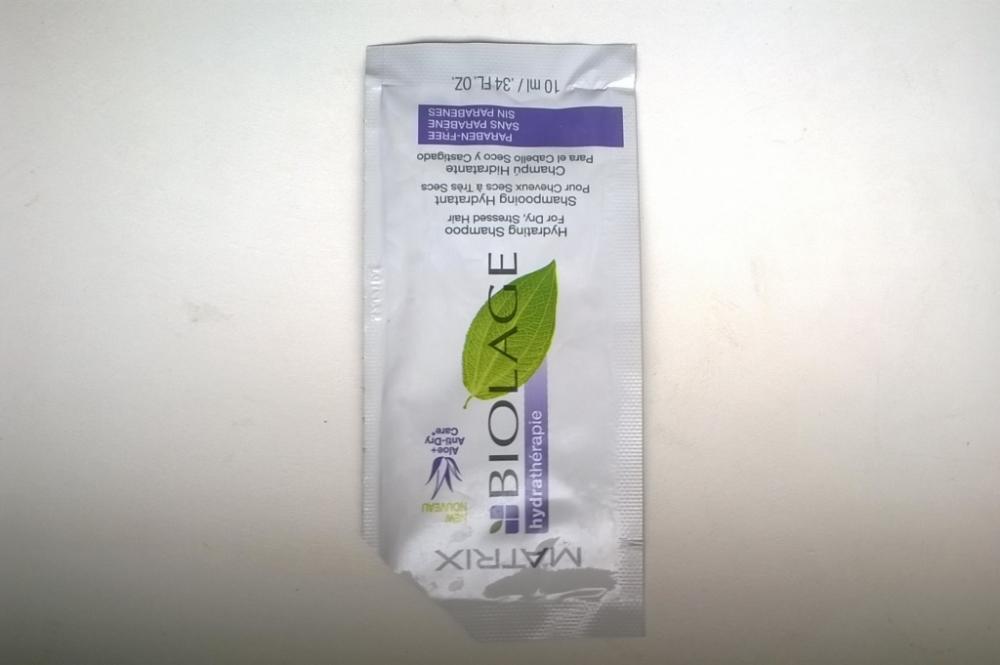 MATRIX
BIOLAGE
hydrathérapie
NEW
NOUVEAU
Aloe+
Anti-Dry
Care*
Hydrating Shampoo
For Dry, Stressed Hair
Shampooing Hydratant
Pour Cheveux Secs à Très Secs
Champú Hidratante
Para el Cabello Seco y Castigado
PARABEN-FREE
SANS PARABÈNE
SIN PARABENES
10 ml / .34 FL. OZ.